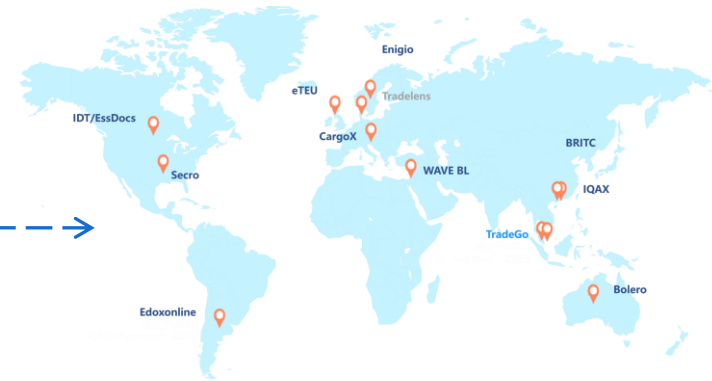 Enigio
eTEU
Tradelens
IDT/EssDocs
CargoX
BRITC
Secro
WAVE BL
IQAX
TradeGo
Bolero
Edoxonline